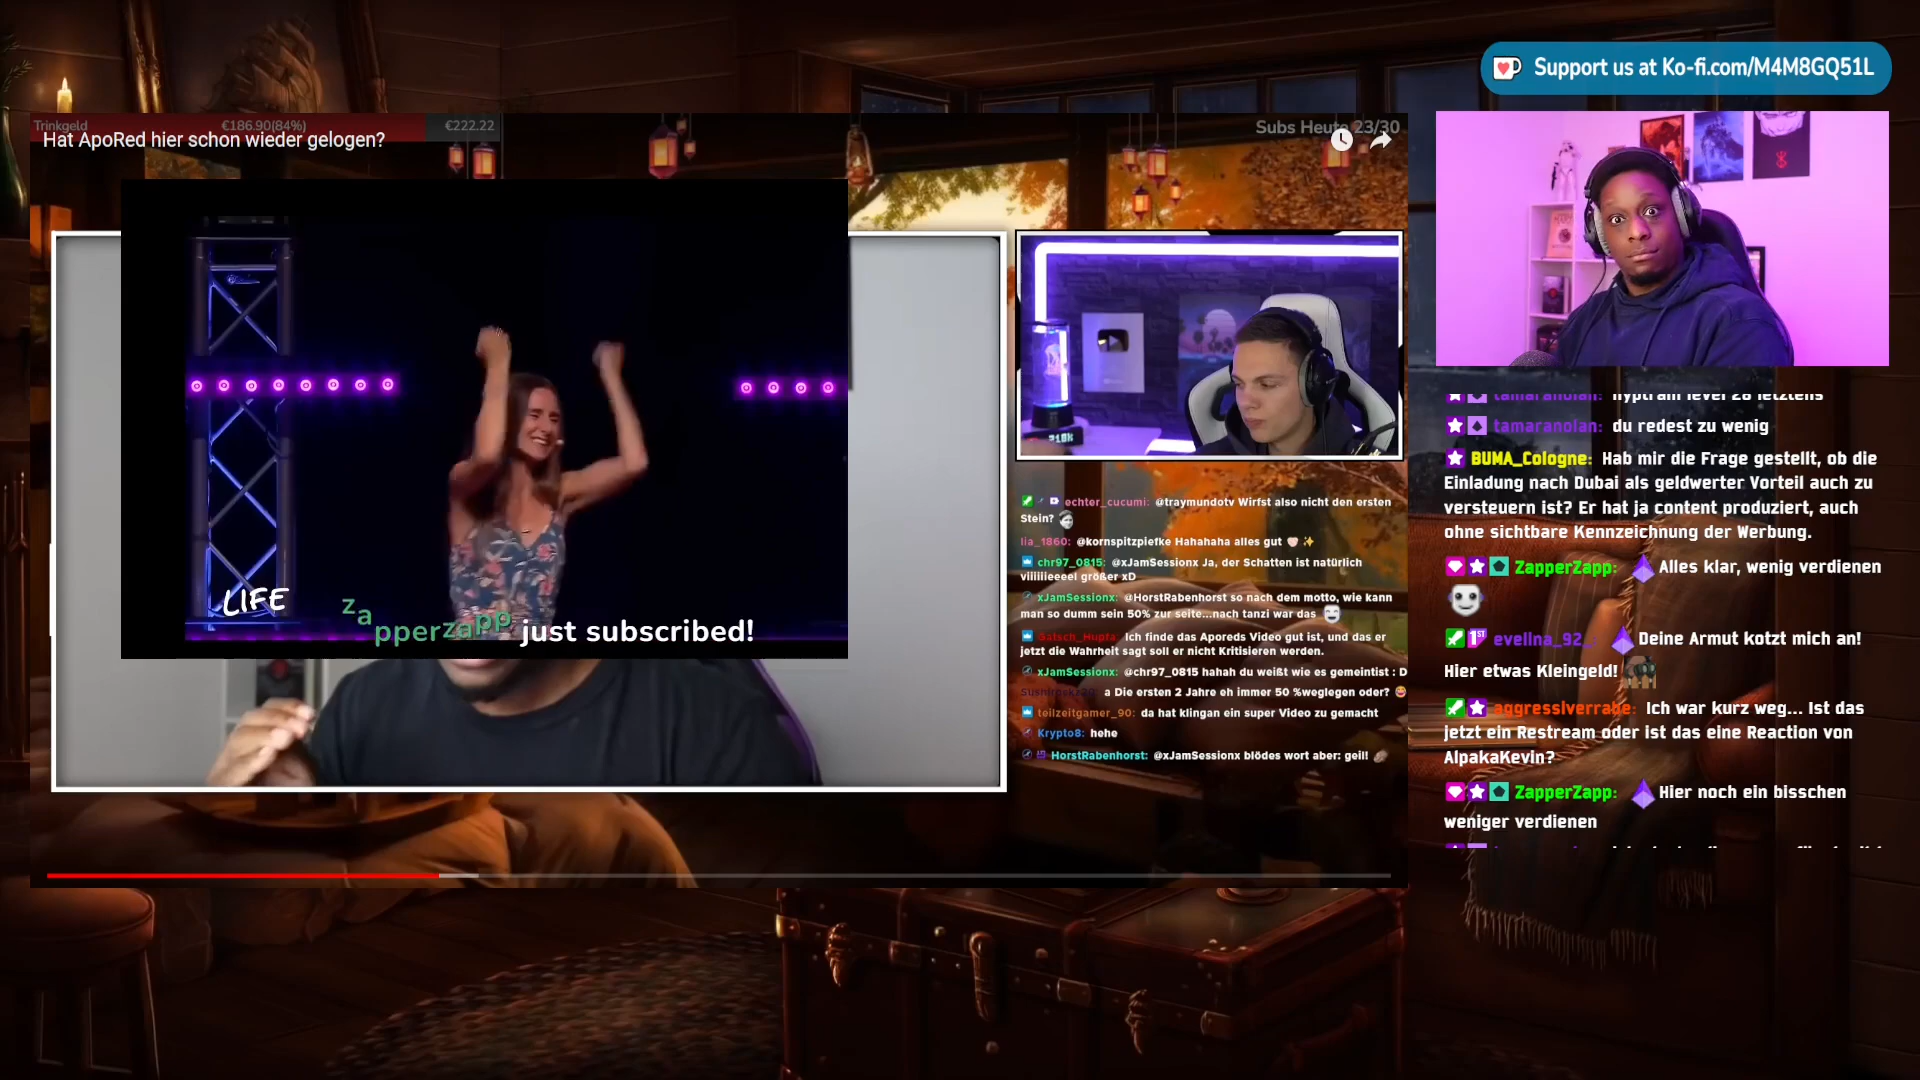 Support us at Ko-fi.com/M4M8GQ51L
Trinkgeld
€186.90(84%)
€222.22
Hat ApoRed hier schon wieder gelogen?
Subs Heute 23/30
LIFE
zapperzapp just subscribed!
218K
echter_cucumi: @traymundotv Wirfst also nicht den ersten
Stein?
lia_1860: @kornspitzpiefke Hahahaha alles gut
chr97_0815: @xJamSessionx Ja, der Schatten ist natürlich
viiiiiieeeel größer xD
xJamSessionx: @HorstRabenhorst so nach dem motto, wie kann
man so dumm sein 50% zur seite...nach tanzi war das
Gatsch_Hupfa: Ich finde das Aporeds Video gut ist, und das er
jetzt die Wahrheit sagt soll er nicht Kritisieren werden.
xJamSessionx: @chr97_0815 hahah du weißt wie es gemeintist : D
a Die ersten 2 Jahre eh immer 50 %weglegen oder?
teilzeitgamer_90: da hat klingan ein super Video zu gemacht
Krypto8: hehe
HorstRabenhorst: @xJamSessionx blödes wort aber: geil!
tamaranolan: hyptrain level 28 letztens
tamaranolan: du redest zu wenig
BUMA_Cologne: Hab mir die Frage gestellt, ob die
Einladung nach Dubai als geldwerter Vorteil auch zu
versteuern ist? Er hat ja content produziert, auch
ohne sichtbare Kennzeichnung der Werbung.
ZapperZapp: Alles klar, wenig verdienen
evelina_92_: Deine Armut kotzt mich an!
Hier etwas Kleingeld!
aggressiverrabe: Ich war kurz weg... Ist das
jetzt ein Restream oder ist das eine Reaction von
AlpakaKevin?
ZapperZapp: Hier noch ein bisschen
weniger verdienen